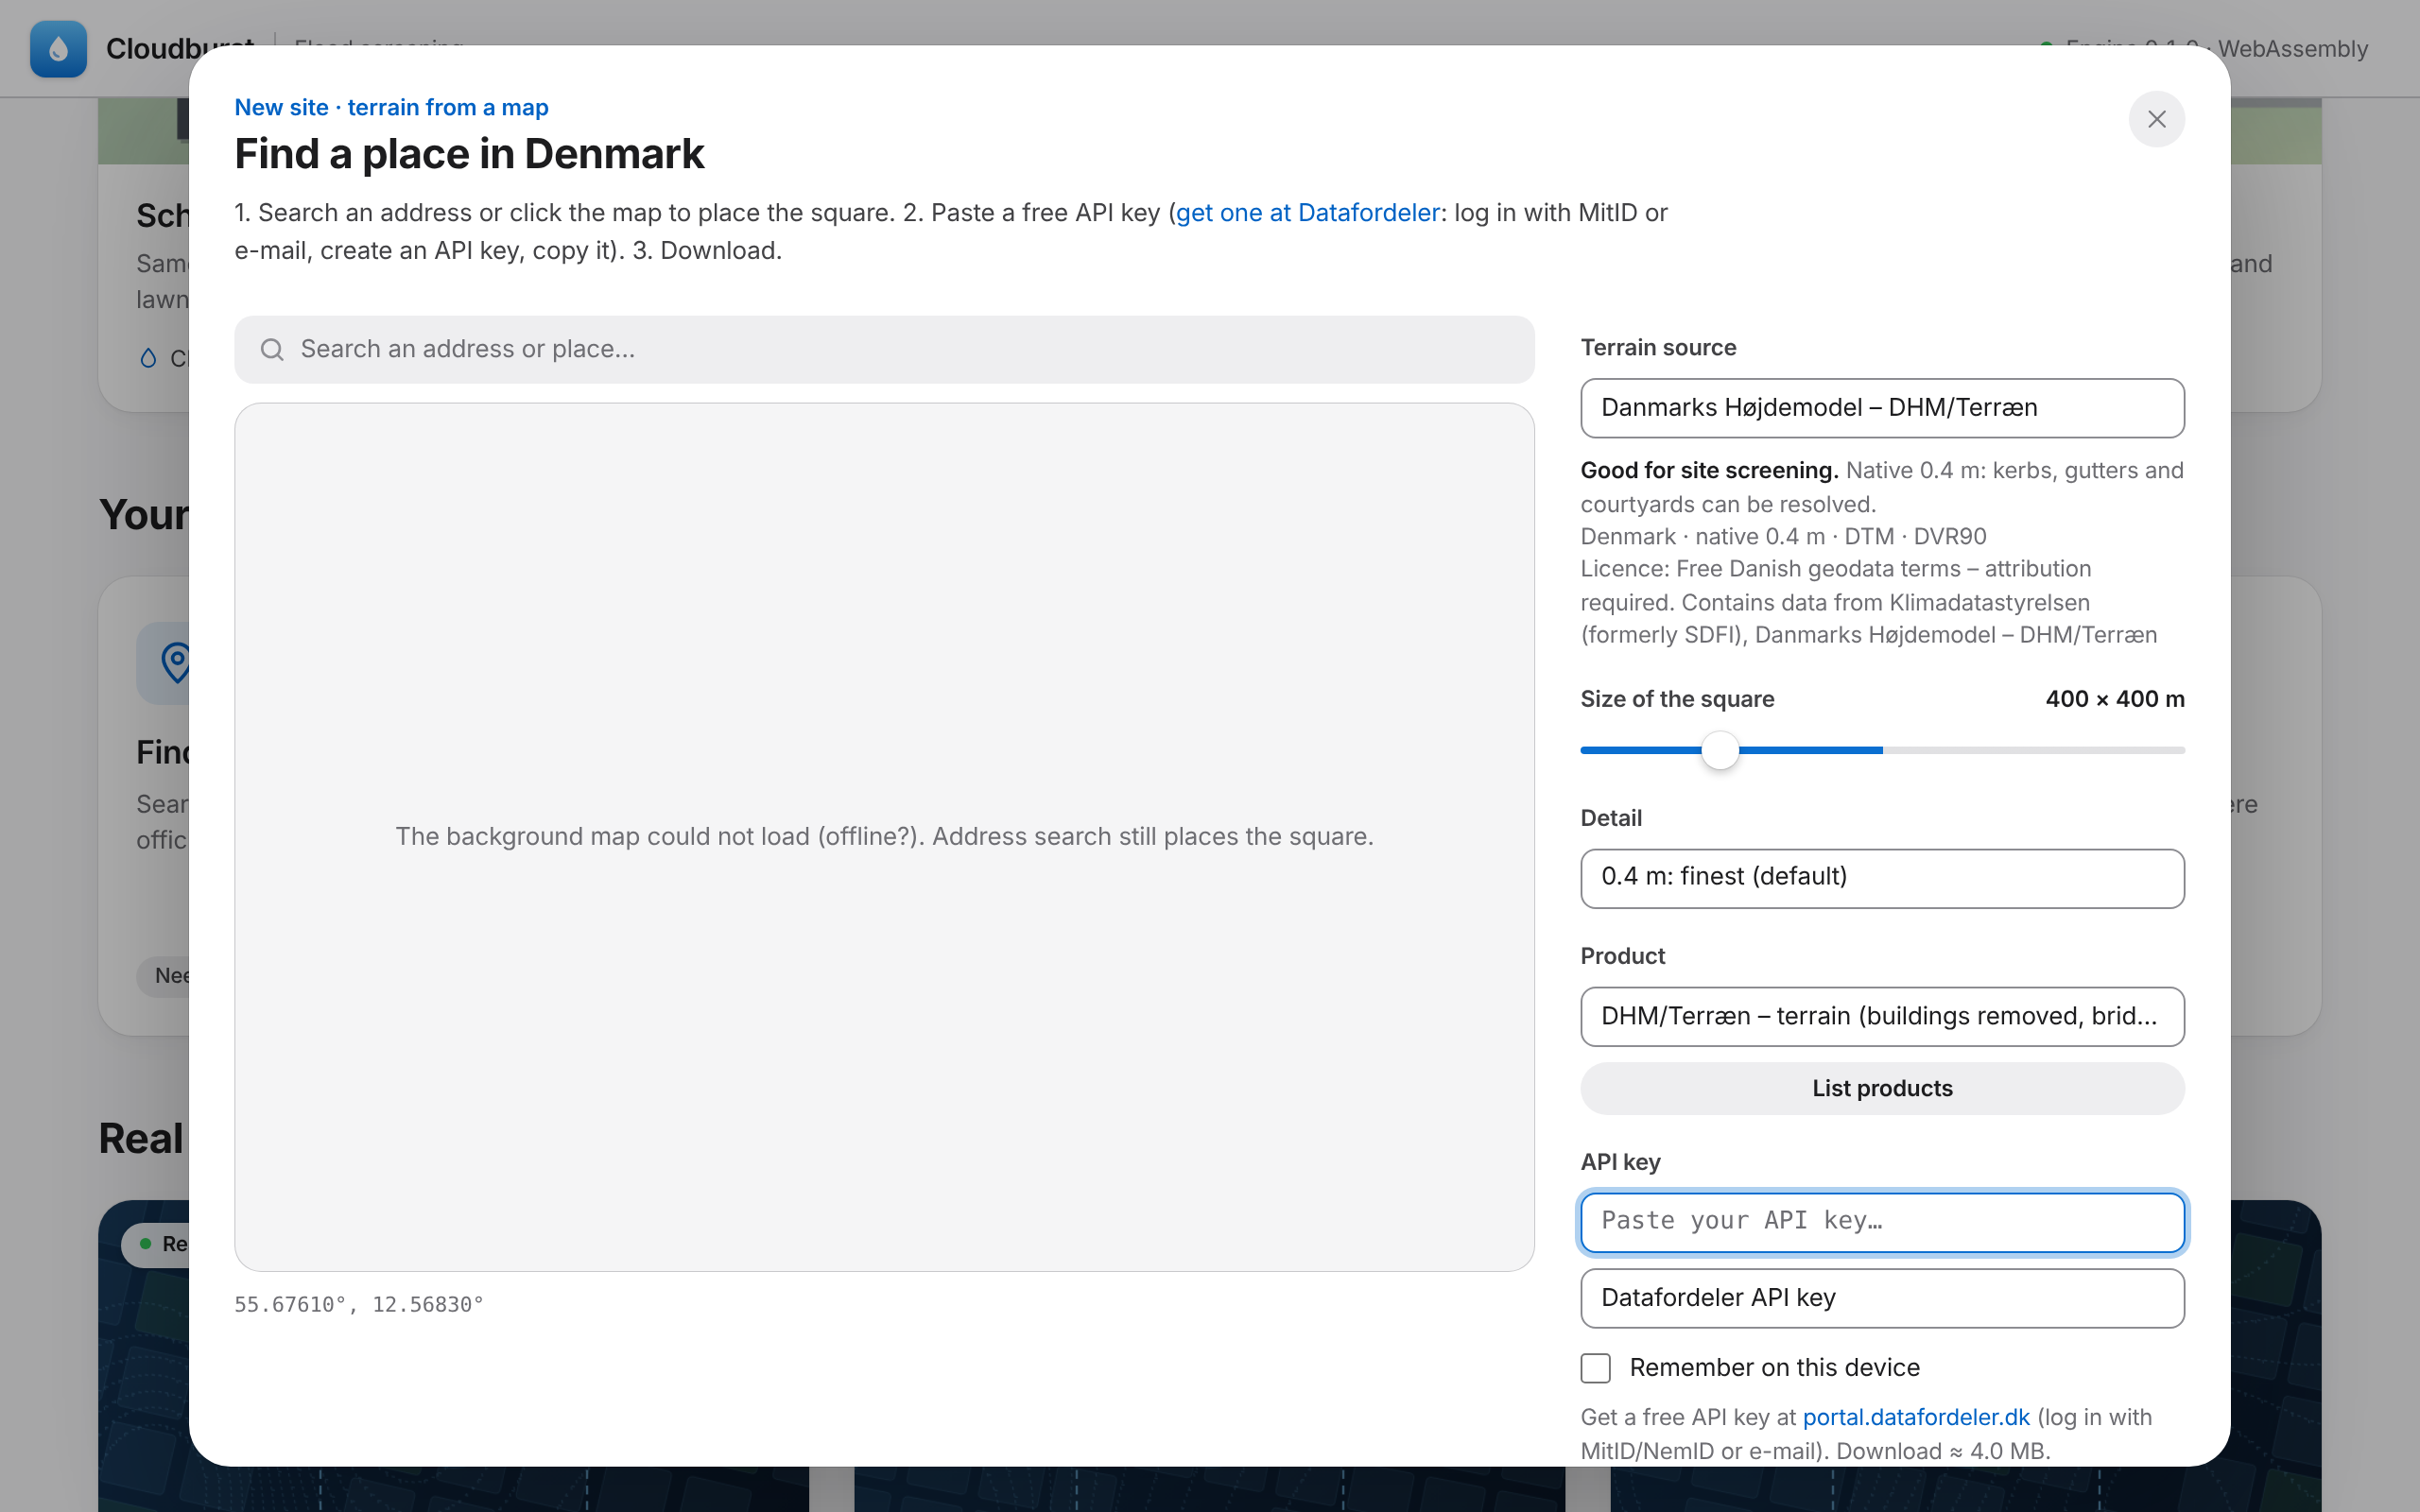 New site · terrain from a map
Find a place in Denmark
1. Search an address or click the map to place the square. 2. Paste a free API key (get one at Datafordeler: log in with MitID or
e-mail, create an API key, copy it). 3. Download.
Search an address or place...
The background map could not load (offline?). Address search still places the square.
55.67610°, 12.56830°
Terrain source
Danmarks Højdemodel – DHM/Terræn
Good for site screening. Native 0.4 m: kerbs, gutters and
courtyards can be resolved.
Denmark · native 0.4 m · DTM · DVR90
Licence: Free Danish geodata terms – attribution
required. Contains data from Klimadatastyrelsen
(formerly SDFI), Danmarks Højdemodel – DHM/Terræn
Size of the square 400 × 400 m
Detail
0.4 m: finest (default)
Product
DHM/Terræn – terrain (buildings removed, brid...
List products
API key
Paste your API key…
Datafordeler API key
Remember on this device
Get a free API key at portal.datafordeler.dk (log in with
MitID/NemID or e-mail). Download ≈ 4.0 MB.
WebAssembly
Your
Real
and